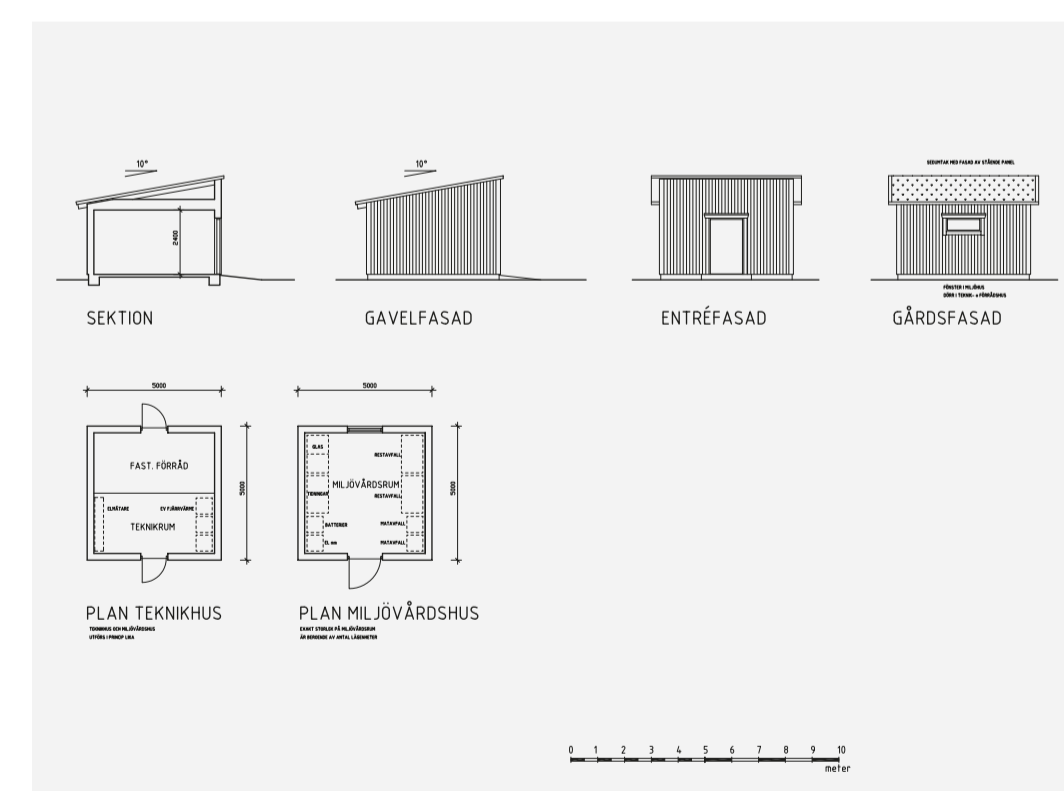 SEDUMTAK MED FASAD AV STÅENDE PANEL
10°
10°
2400
FÖNSTER I MILJÖHUS
DÖRR I TEKNIK- o FÖRRÅDSHUS
SEKTION
GAVELFASAD
ENTRÉFASAD
GÅRDSFASAD
5000
5000
GLAS
RESTAVFALL
FAST. FÖRRÅD
MILJÖVÅRDSRUM
5000
5000
TIDNINGAR
RESTAVFALL
ELMÄTARE
EV FJÄRRVÄRME
TEKNIKRUM
BATTERIER
MATAVFALL
EL mm
MATAVFALL
PLAN TEKNIKHUS
TEKNIKHUS OCH MILJÖVÅRDSHUS
UTFÖRS I PRINCIP LIKA
PLAN MILJÖVÅRDSHUS
EXAKT STORLEK PÅ MILJÖVÅRDSRUM
ÄR BEROENDE AV ANTAL LÄGENHETER
0 1 2 3 4 5 6 7 8 9 10
meter